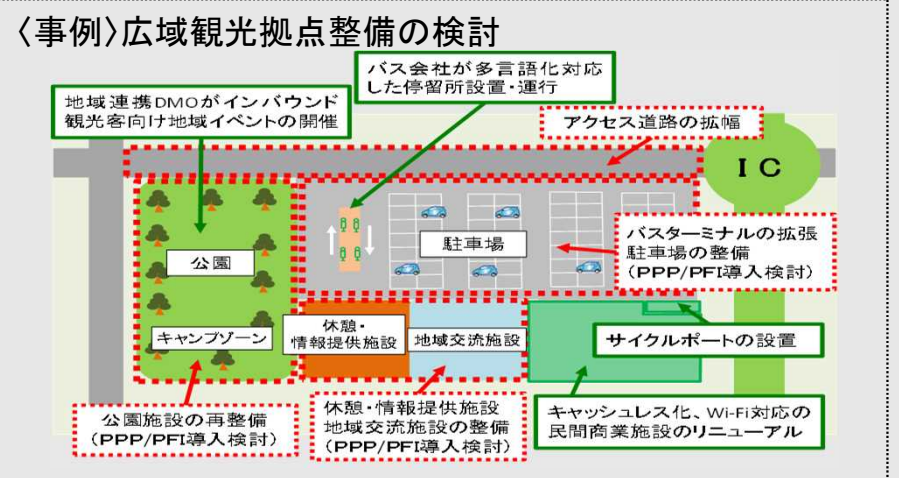 〈事例〉広域観光拠点整備の検討
バス会社が多言語化対応
した停留所設置・運行
地域連携DMOがインバウンド
観光客向け地域イベントの開催
アクセス道路の拡幅
IC
バスターミナルの拡張
駐車場の整備
(PPP/PFI導入検討)
駐車場
公園
キャンプゾーン
休憩・
情報提供施設
地域交流施設
サイクルポートの設置
公園施設の再整備
(PPP/PFI導入検討)
休憩・情報提供施設
地域交流施設の整備
(PPP/PFI導入検討)
キャッシュレス化、Wi-Fi対応の
民間商業施設のリニューアル